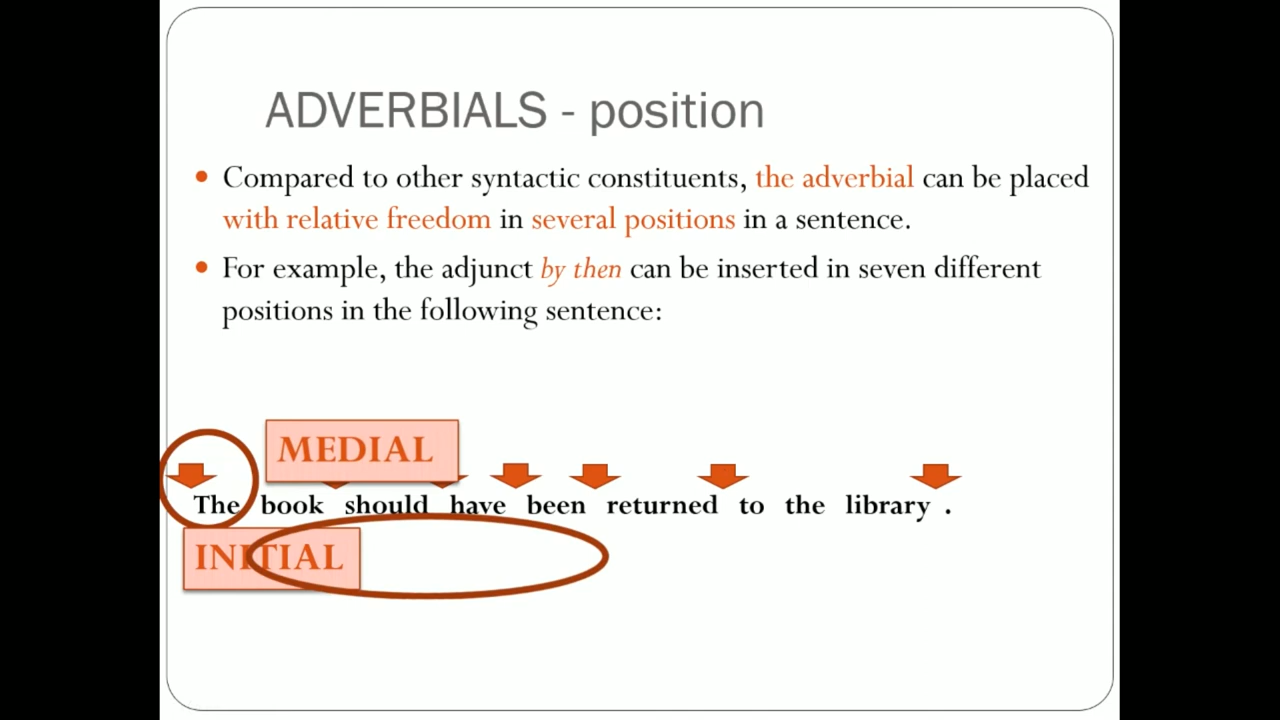 ADVERBIALS - position
Compared to other syntactic constituents, the adverbial can be placed
with relative freedom in several positions in a sentence.
For example, the adjunct by then can be inserted in seven different
positions in the following sentence:
MEDIAL
The book should have been returned to the library .
INITIAL